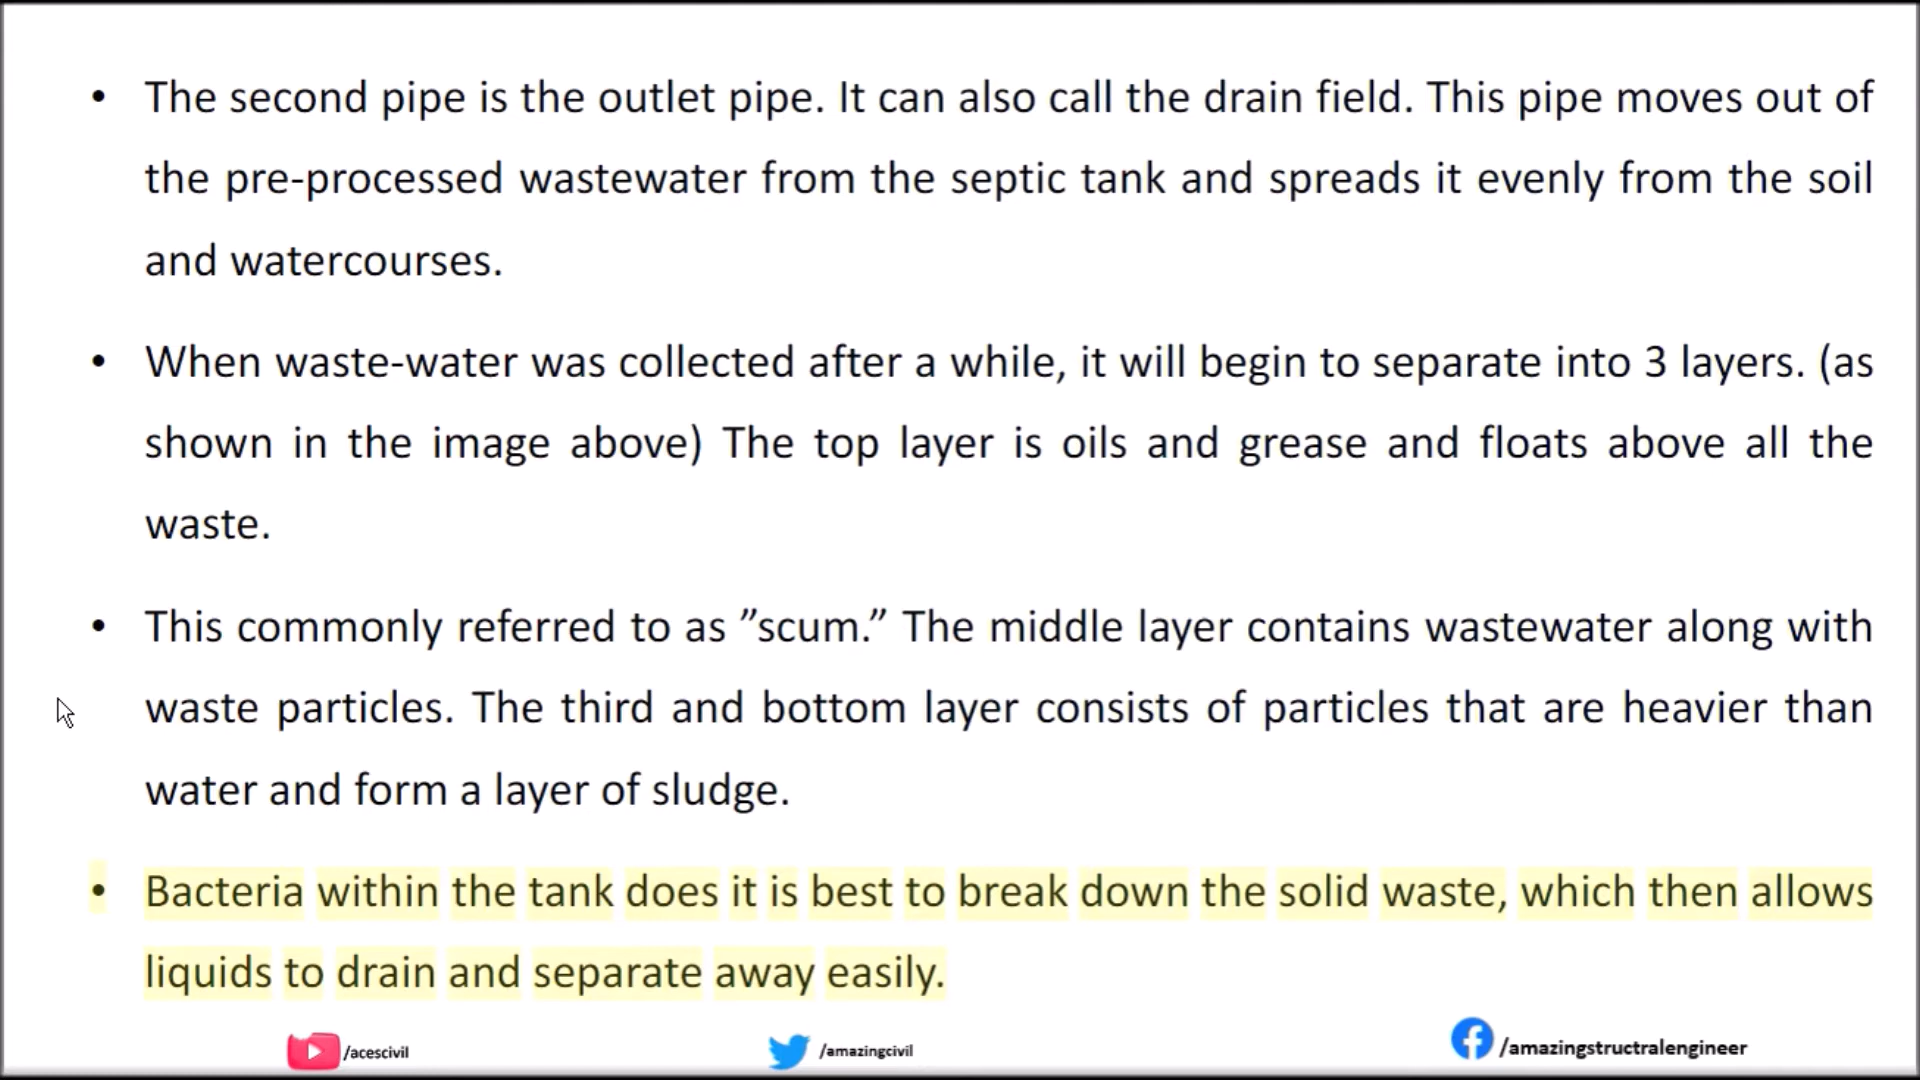 • The second pipe is the outlet pipe. It can also call the drain field. This pipe moves out of
the pre-processed wastewater from the septic tank and spreads it evenly from the soil
and watercourses.
• When waste-water was collected after a while, it will begin to separate into 3 layers. (as
shown in the image above) The top layer is oils and grease and floats above all the
waste.
• This commonly referred to as ”scum.” The middle layer contains wastewater along with
waste particles. The third and bottom layer consists of particles that are heavier than
water and form a layer of sludge.
• Bacteria within the tank does it is best to break down the solid waste, which then allows
liquids to drain and separate away easily.
/acescivil
/amazingcivil
/amazingstructralengineer